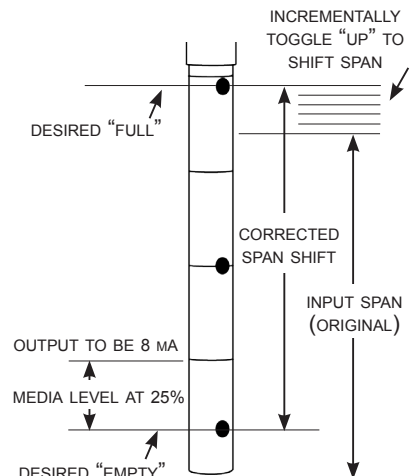 INCREMENTALLY
TOGGLE “UP” TO
SHIFT SPAN
DESIRED “FULL”
CORRECTED
SPAN SHIFT
INPUT SPAN
(ORIGINAL)
OUTPUT TO BE 8 MA
MEDIA LEVEL AT 25%
DESIRED “EMPTY”